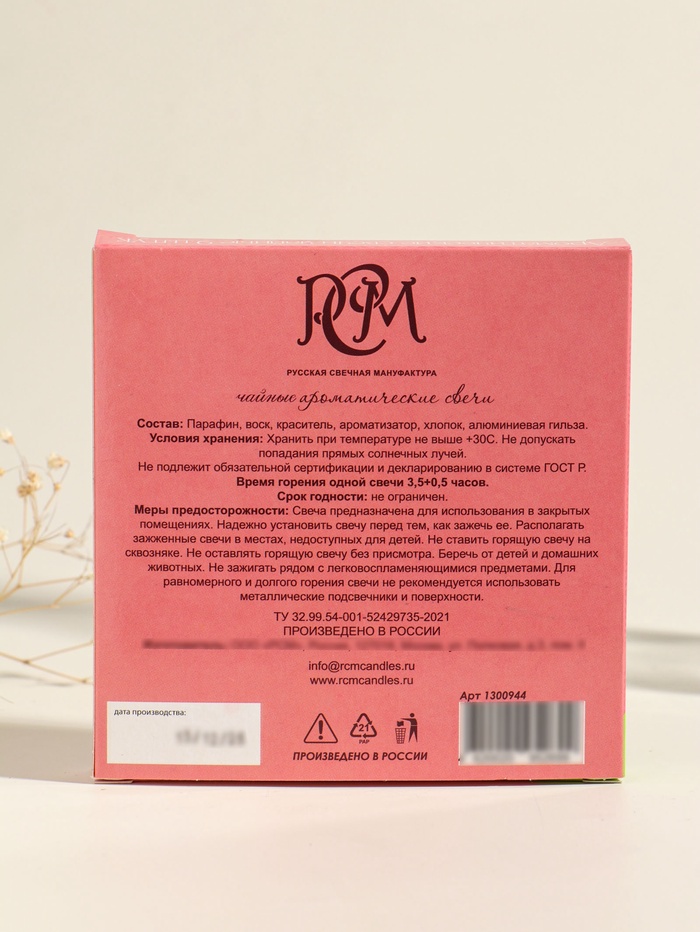 РСМ
РУССКАЯ СВЕЧНАЯ МАНУФАКТУРА
чайные ароматические свечи
Состав: Парафин, воск, краситель, ароматизатор, хлопок, алюминиевая гильза.
Условия хранения: Хранить при температуре не выше +30С. Не допускать
попадания прямых солнечных лучей.
Не подлежит обязательной сертификации и декларированию в системе ГОСТ Р.
Время горения одной свечи 3,5+0,5 часов.
Срок годности: не ограничен.
Меры предосторожности: Свеча предназначена для использования в закрытых
помещениях. Надежно установить свечу перед тем, как зажечь ее. Располагать
зажженные свечи в местах, недоступных для детей. Не ставить горящую свечу на
сквозняке. Не оставлять горящую свечу без присмотра. Беречь от детей и домашних
животных. Не зажигать рядом с легковоспламеняющимися предметами. Для
равномерного и долгого горения свечи не рекомендуется использовать
металлические подсвечники и поверхности.
ТУ 32.99.54-001-52429735-2021
ПРОИЗВЕДЕНО В РОССИИ
info@rcmcandles.ru
www.rcmcandles.ru
Арт 1300944
дата производства:
21
PAP
ПРОИЗВЕДЕНО В РОССИИ